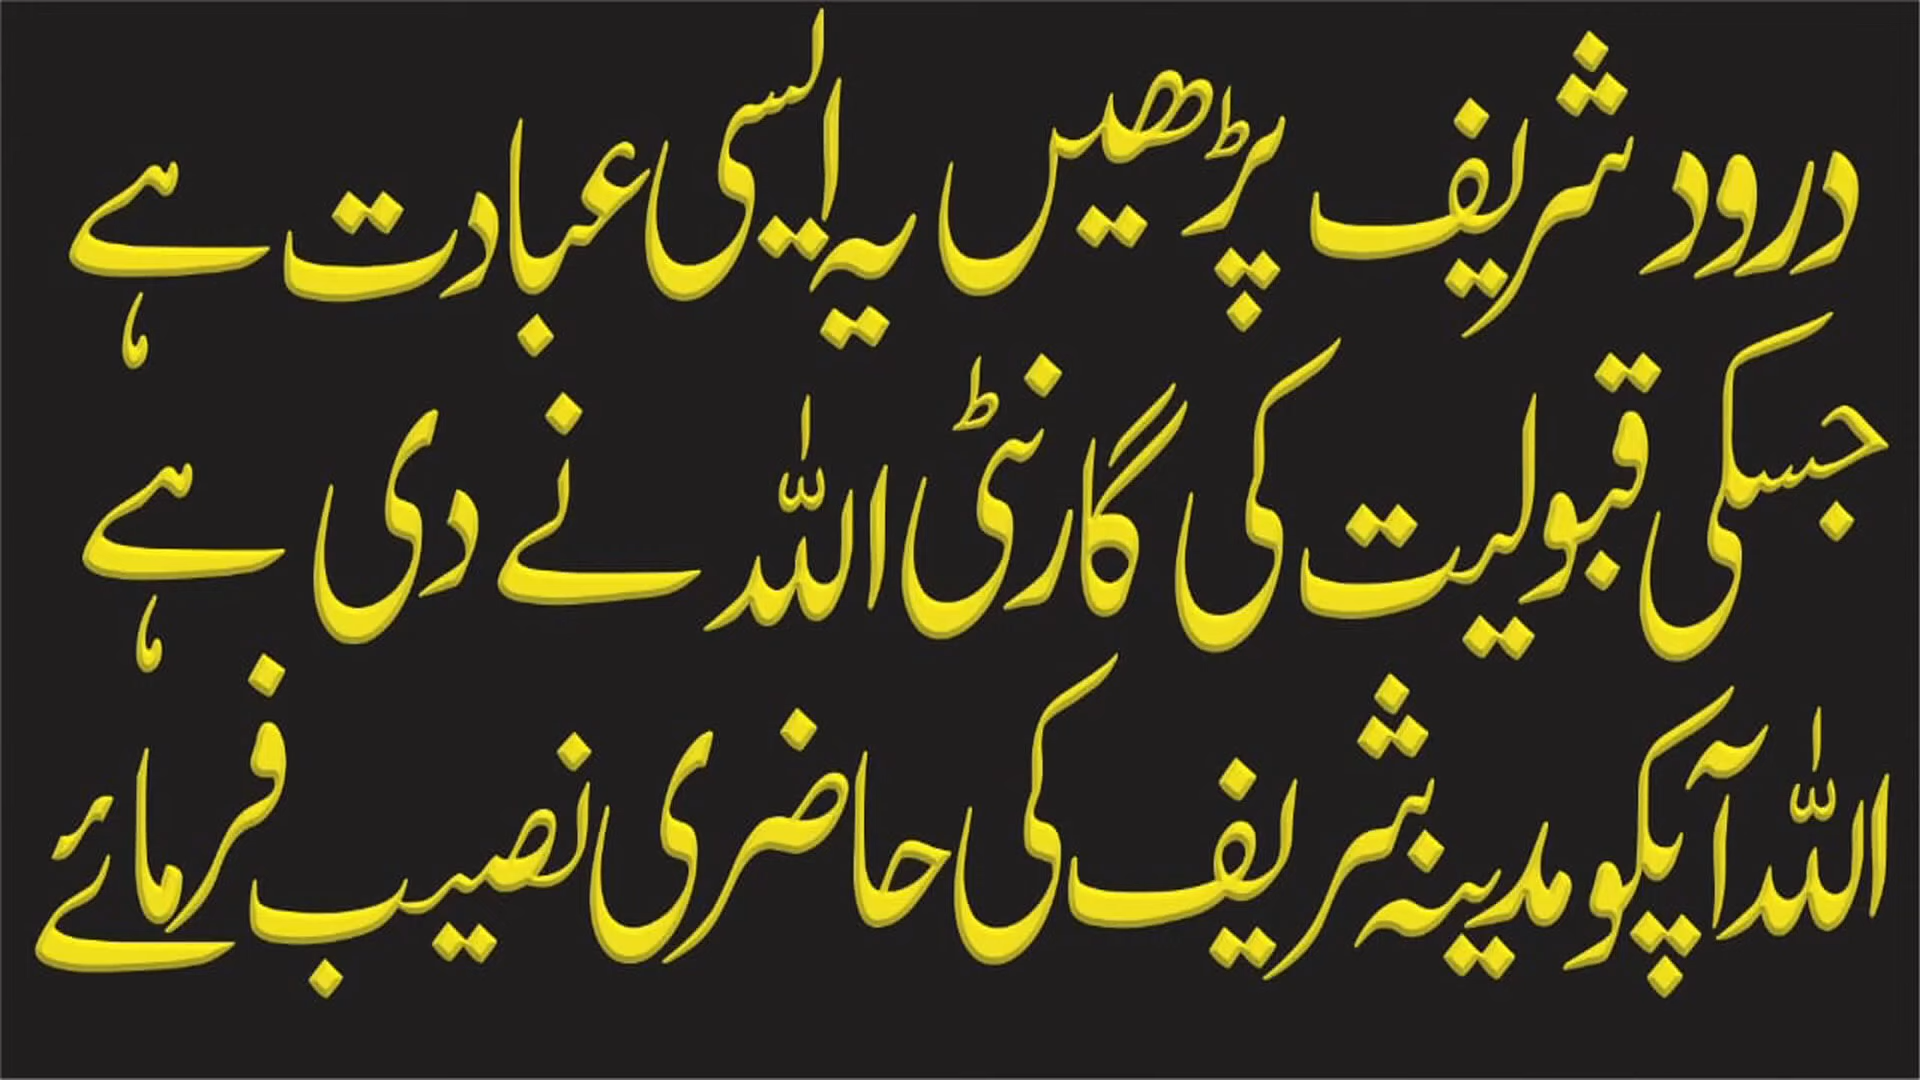 درود شریف پڑھیں یہ ایسی عبادت ہے
جسکی قبولیت کی گارنٹی اللہ نے دی ہے
اللہ آپکو مدینہ شریف کی حاضری نصیب فرمائے